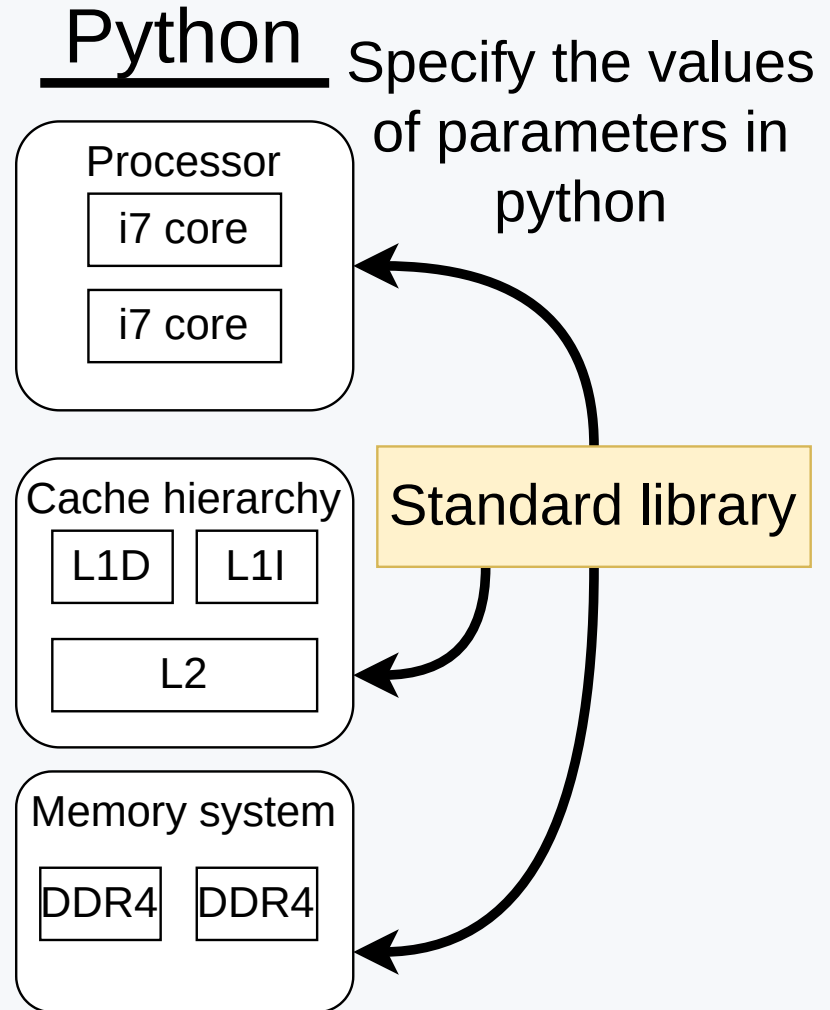 Python
Specify the values
of parameters in
python
Processor
i7 core
i7 core
Standard library
Cache hierarchy
L1D
L1I
L2
Memory system
DDR4
DDR4